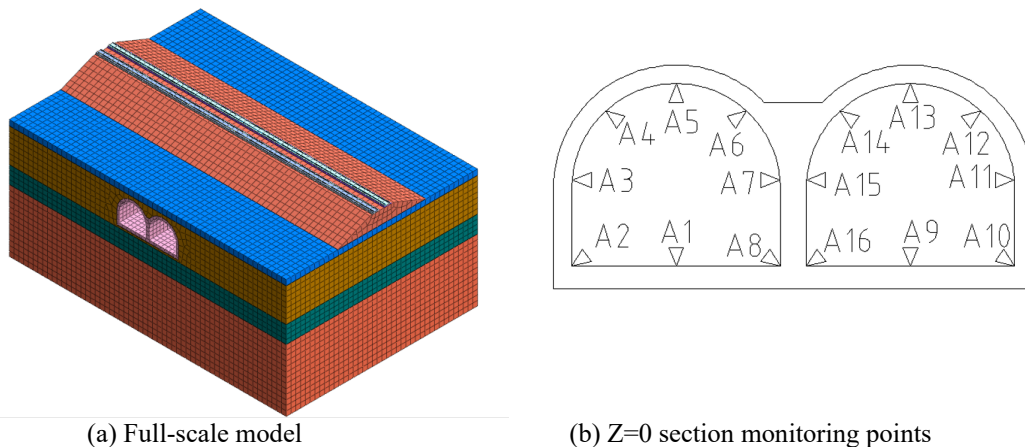 A5 A13
A4 A6 A14 A12
A3 A7 A15 A11
A2 A1 A8 A16 A9 A10
(a) Full-scale model (b) Z=0 section monitoring points